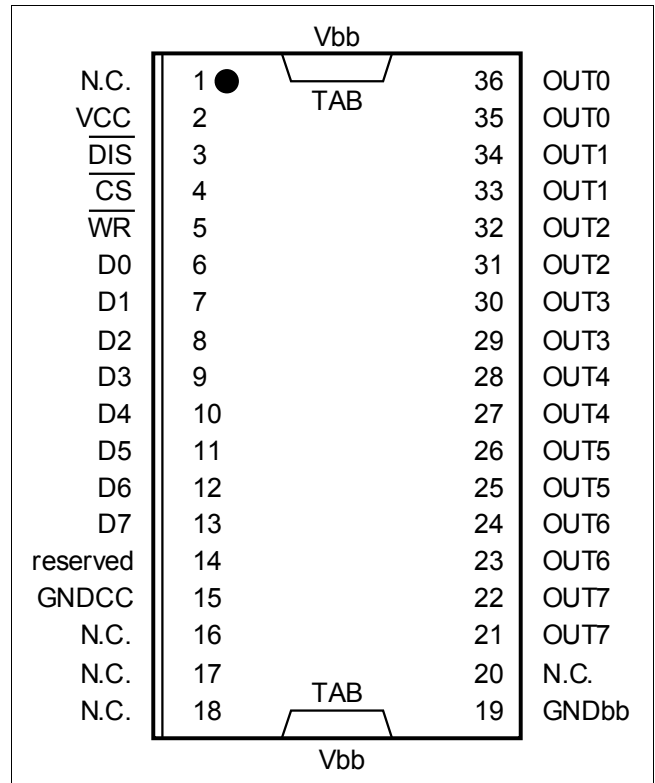 Vbb
N.C. 1 TAB 36 OUT0
VCC 2 35 OUT0
DIS 3 34 OUT1
CS 4 33 OUT1
WR 5 32 OUT2
D0 6 31 OUT2
D1 7 30 OUT3
D2 8 29 OUT3
D3 9 28 OUT4
D4 10 27 OUT4
D5 11 26 OUT5
D6 12 25 OUT5
D7 13 24 OUT6
reserved 14 23 OUT6
GNDCC 15 22 OUT7
N.C. 16 21 OUT7
N.C. 17 20 N.C.
N.C. 18 TAB 19 GNDbb
Vbb